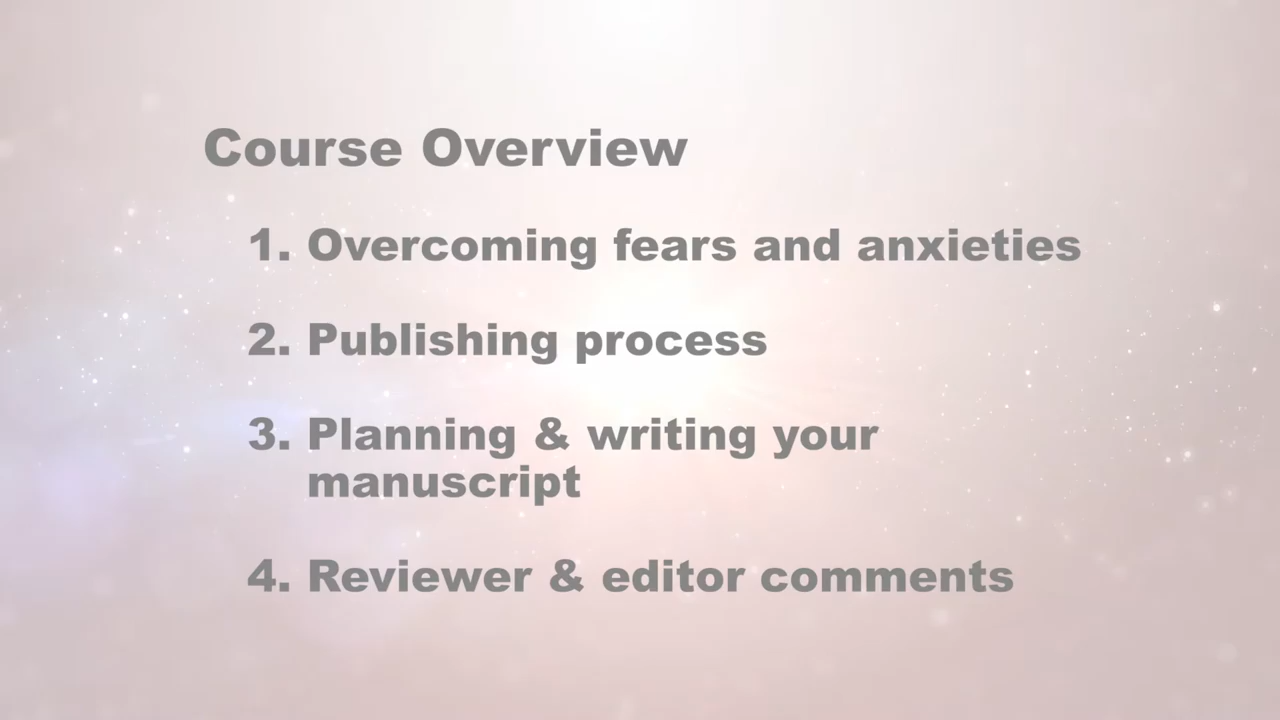 Course Overview
1. Overcoming fears and anxieties
2. Publishing process
3. Planning & writing your
manuscript
4. Reviewer & editor comments